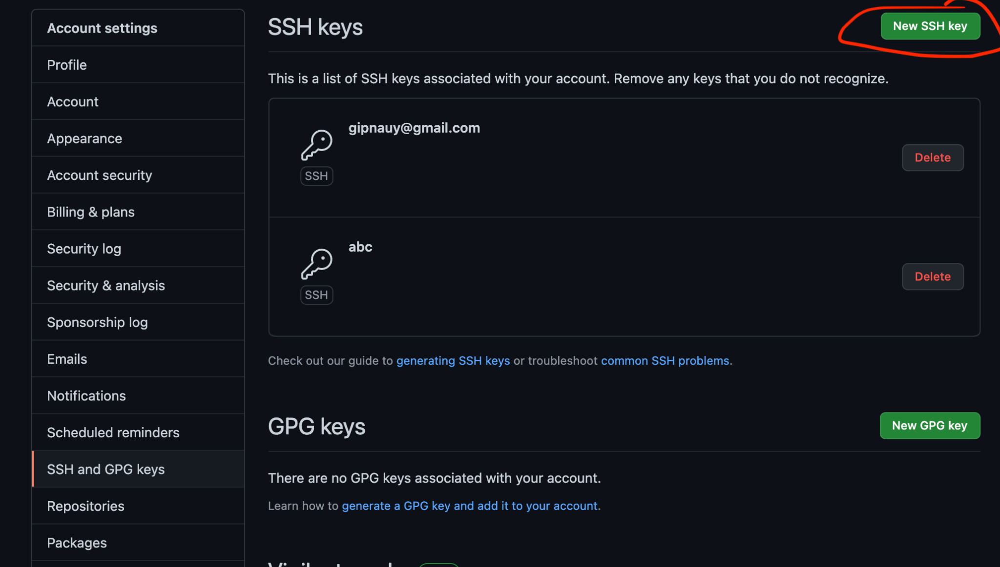 Account settings
Profile
Account
Appearance
Account security
Billing & plans
Security log
Security & analysis
Sponsorship log
Emails
Notifications
Scheduled reminders
SSH and GPG keys
Repositories
Packages
SSH keys
New SSH key
This is a list of SSH keys associated with your account. Remove any keys that you do not recognize.
gipnauy@gmail.com
SSH
Delete
abc
SSH
Delete
Check out our guide to generating SSH keys or troubleshoot common SSH problems.
GPG keys
New GPG key
There are no GPG keys associated with your account.
Learn how to generate a GPG key and add it to your account.